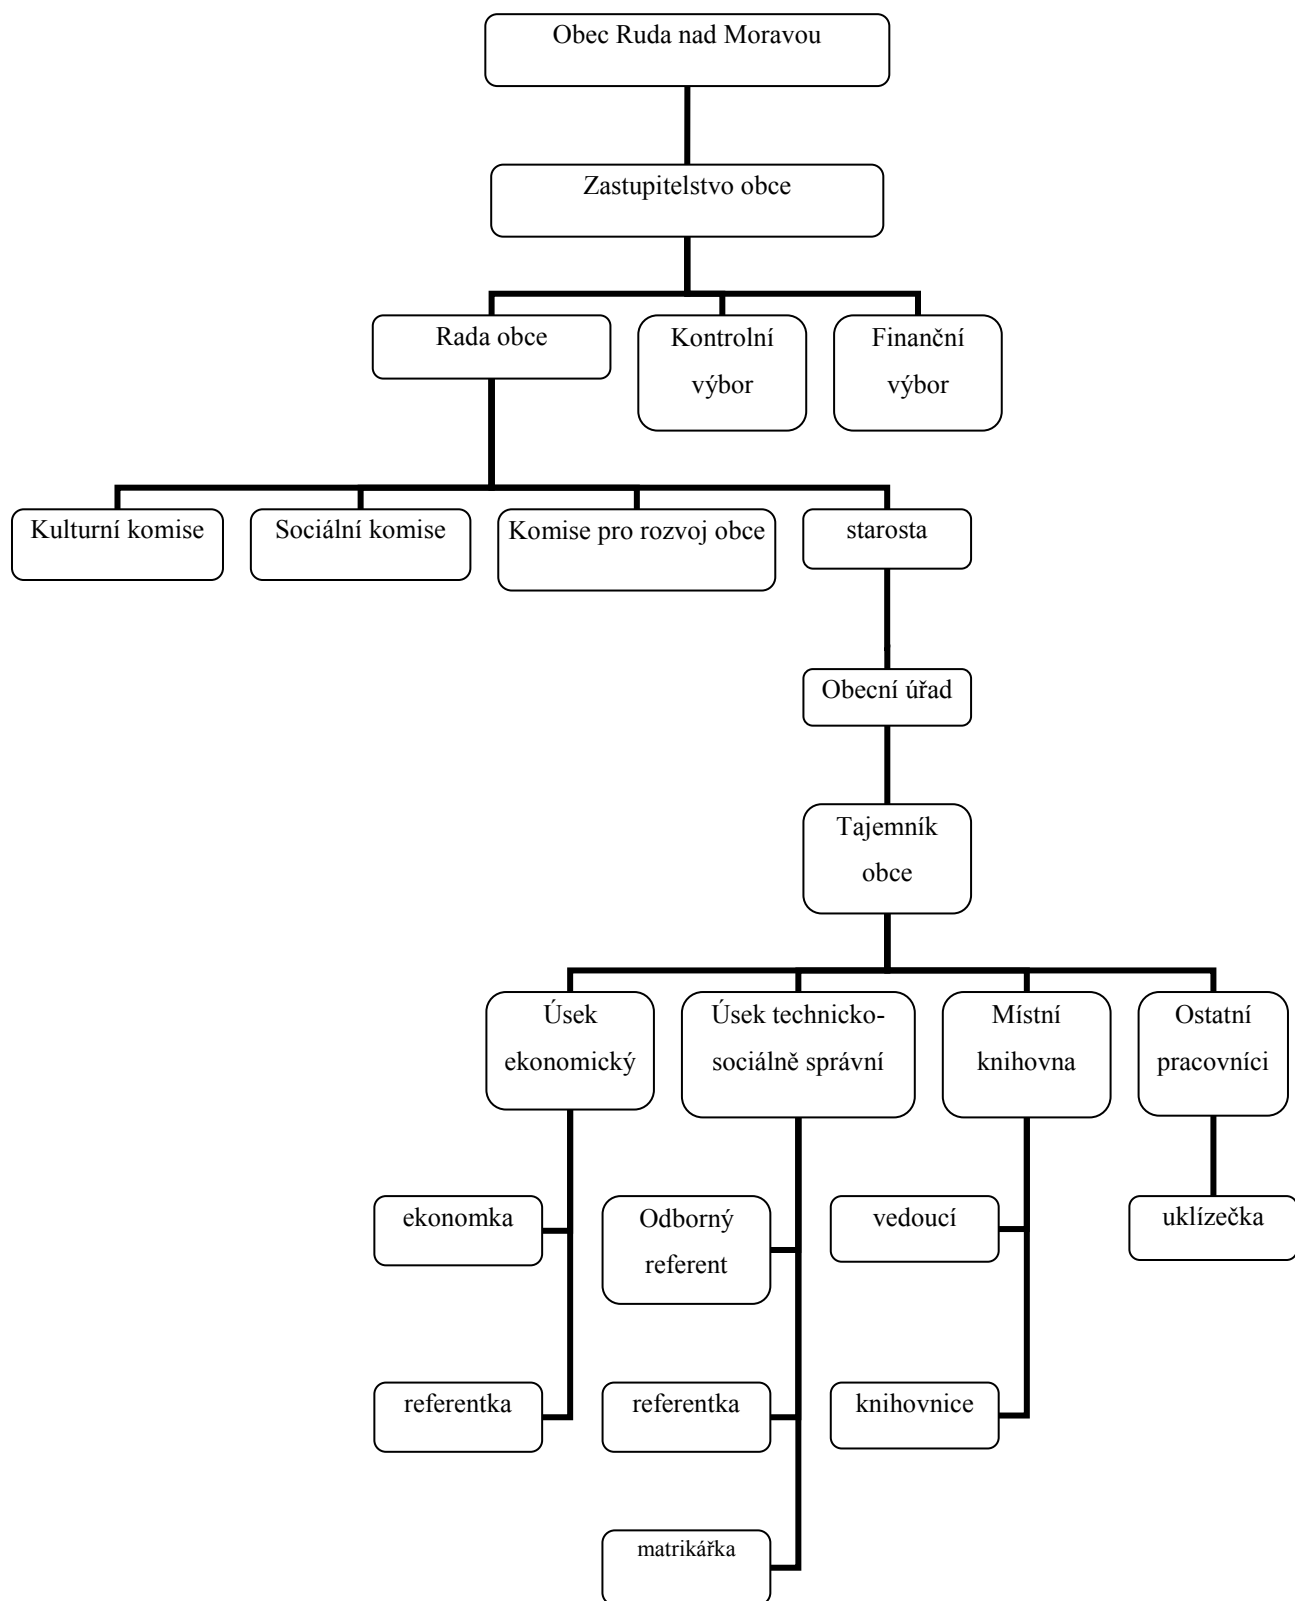 Obec Ruda nad Moravou
Zastupitelstvo obce
Rada obce
Kontrolní
výbor
Finanční
výbor
Kulturní komise
Sociální komise
Komise pro rozvoj obce
starosta
Obecní úřad
Tajemník
obce
Úsek
ekonomický
Úsek technicko-
sociálně správní
Místní
knihovna
Ostatní
pracovníci
ekonomka
Odborný
referent
vedoucí
uklízečka
referentka
referentka
knihovnice
matrikářka